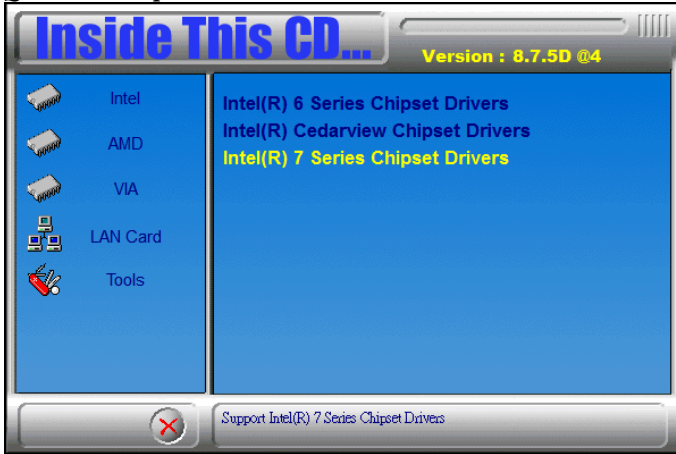 Inside This CD...
Version : 8.7.5D @4
Intel
AMD
VIA
LAN Card
Tools
Intel(R) 6 Series Chipset Drivers
Intel(R) Cedarview Chipset Drivers
Intel(R) 7 Series Chipset Drivers
Support Intel(R) 7 Series Chipset Drivers